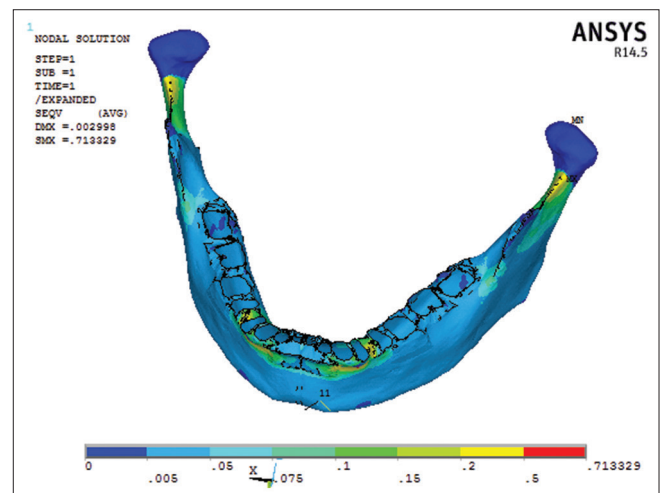 1
NODAL SOLUTION
STEP=1
SUB =1
TIME=1
/EXPANDED
SEQV (AVG)
DMX =.002998
SMX =.713329
ANSYS
R14.5
MN
11
X
0 .005 .05 .075 .1 .15 .2 .5 .713329